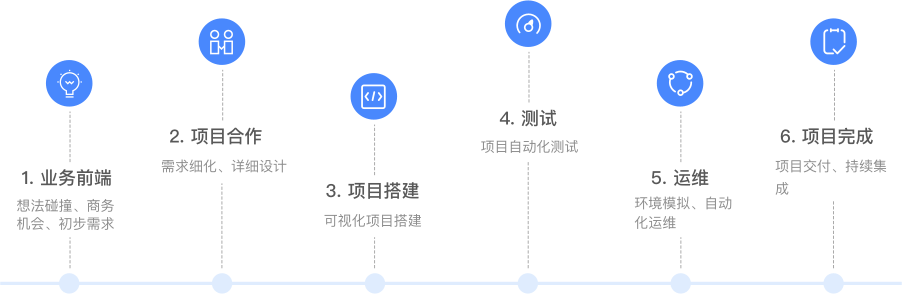 1. 业务前端
想法碰撞、商务
机会、初步需求
2. 项目合作
需求细化、详细设计
3. 项目搭建
可视化项目搭建
4. 测试
项目自动化测试
5. 运维
环境模拟、自动
化运维
6. 项目完成
项目交付、持续集
成